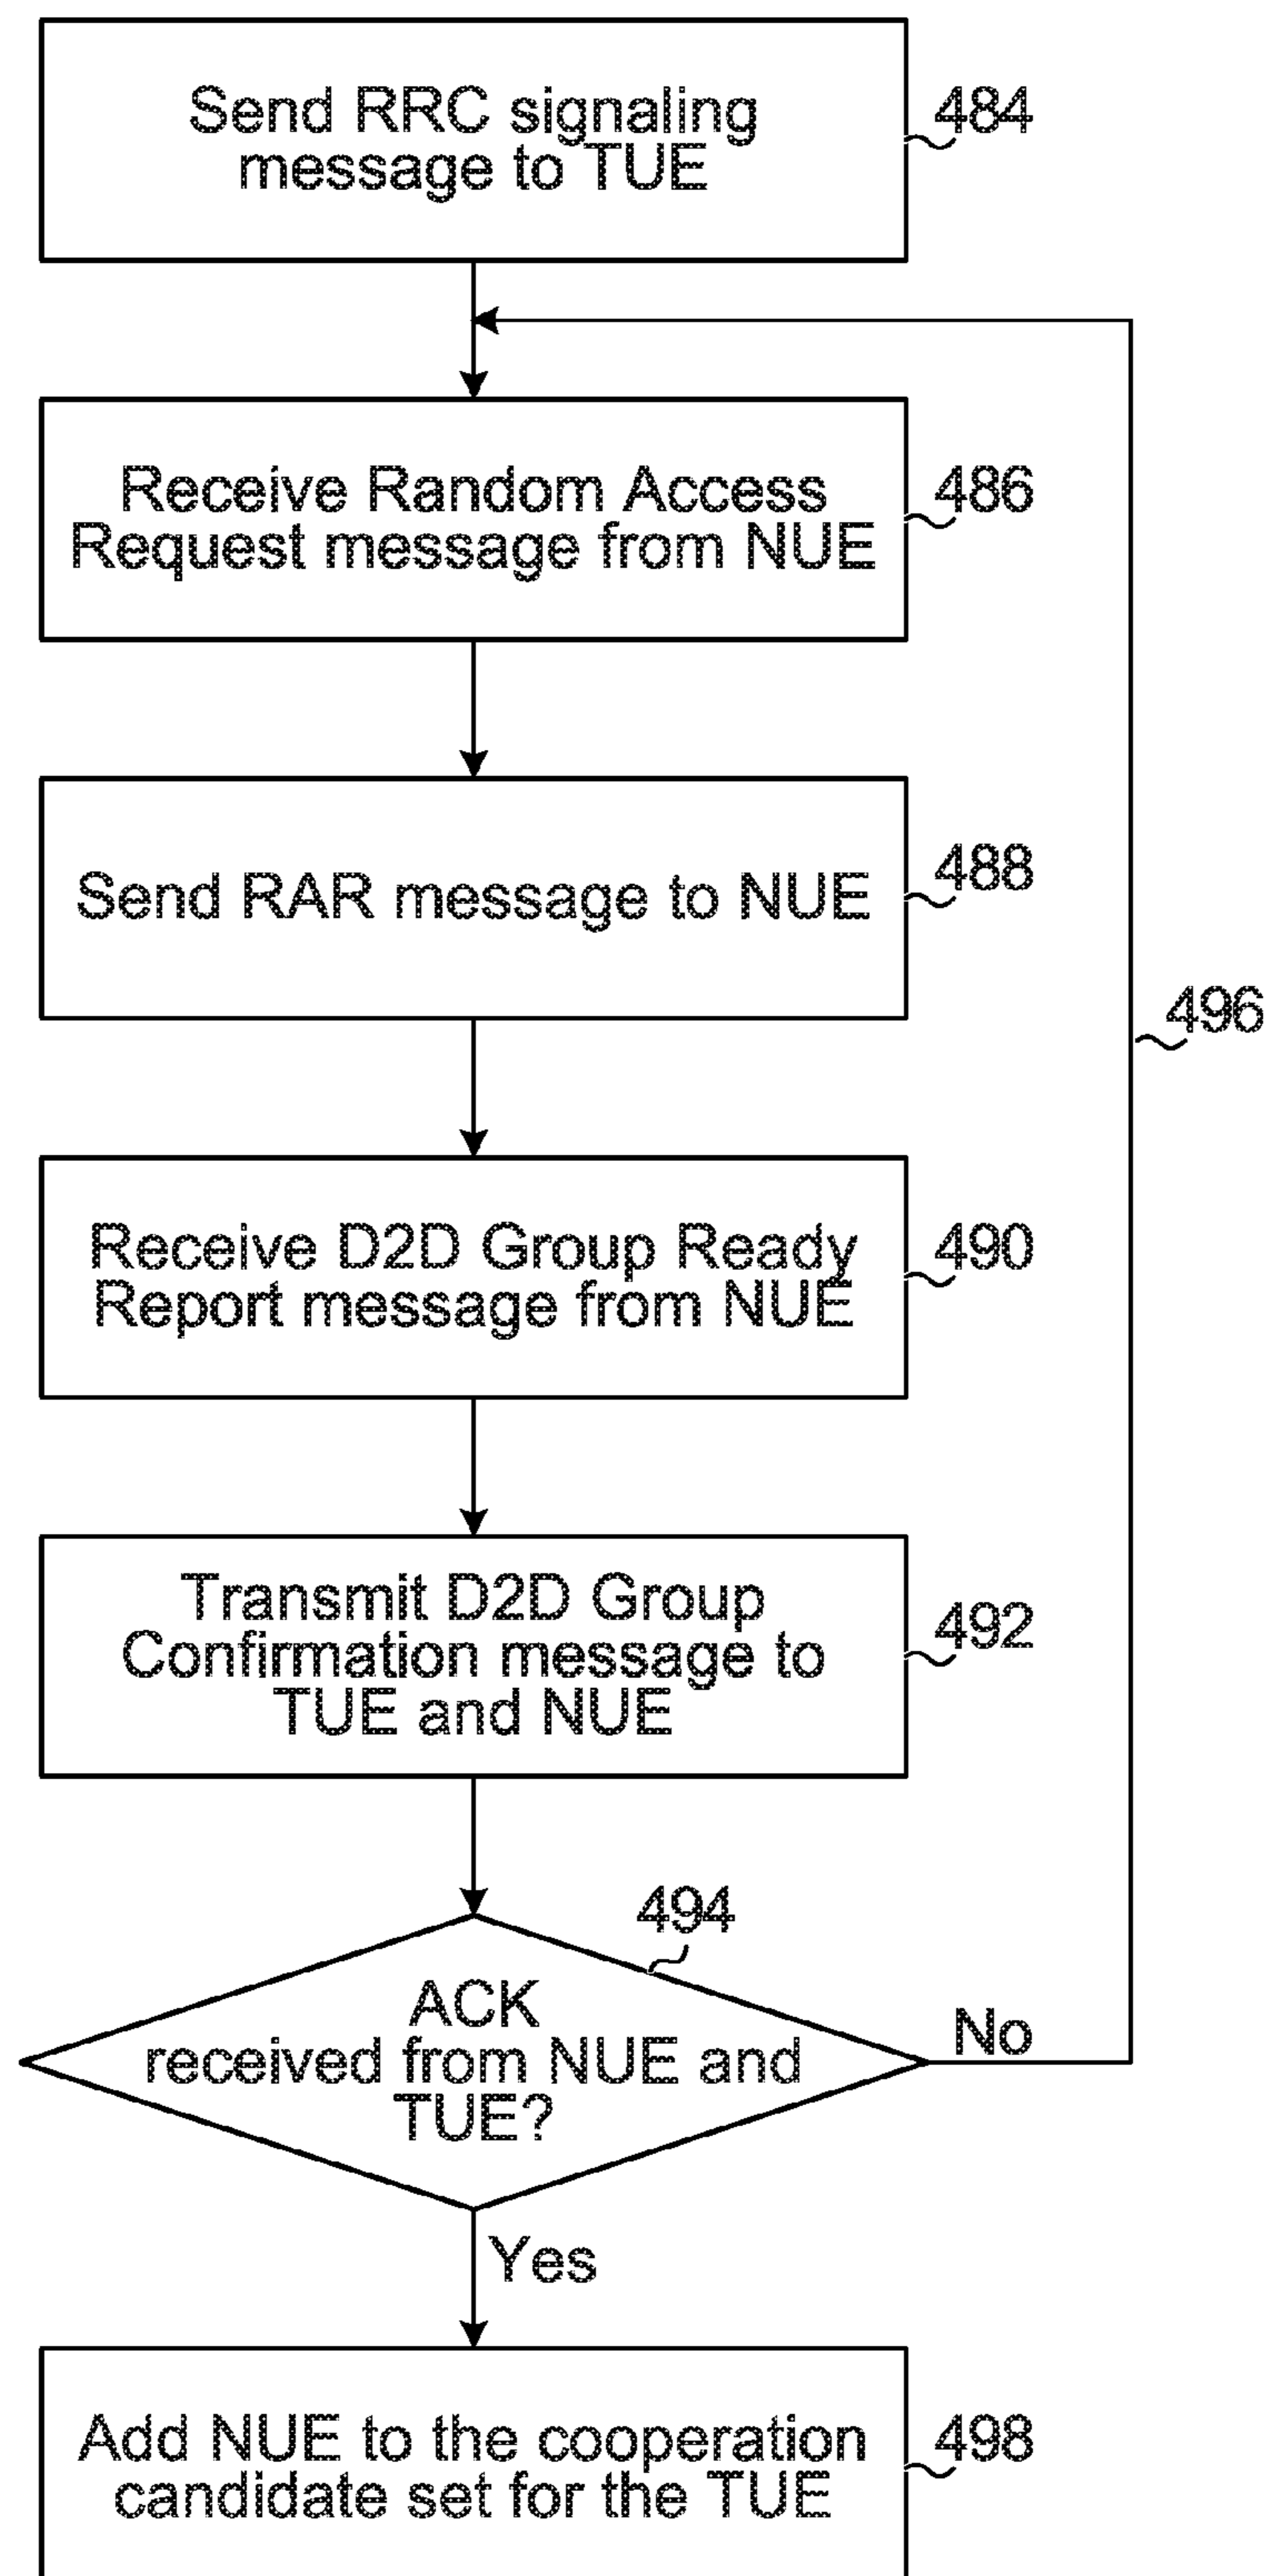 Send RRC signaling
message to TUE
484
Receive Random Access
Request message from NUE
486
Send RAR message to NUE
488
496
Receive D2D Group Ready
Report message from NUE
490
Transmit D2D Group
Confirmation message to
TUE and NUE
492
494
ACK
received from NUE and
TUE?
No
Yes
Add NUE to the cooperation
candidate set for the TUE
498